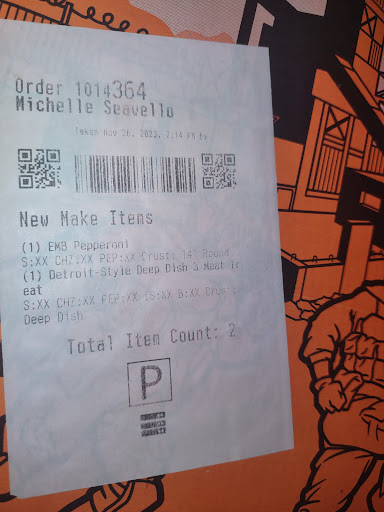 Order 1014364
Michelle Seavello
Taken Nov 26, 2023, 7:14 PM by
New Make Items
(1) EMB Pepperoni
S:XX CHZ:XX PEP:XX Crust: 14" Round
(1) Detroit-Style Deep Dish 3 Meat Tr
eat
S:XX CHZ:XX PEP:XX IS:XX B:XX Crust:
Deep Dish
Total Item Count: 2
P